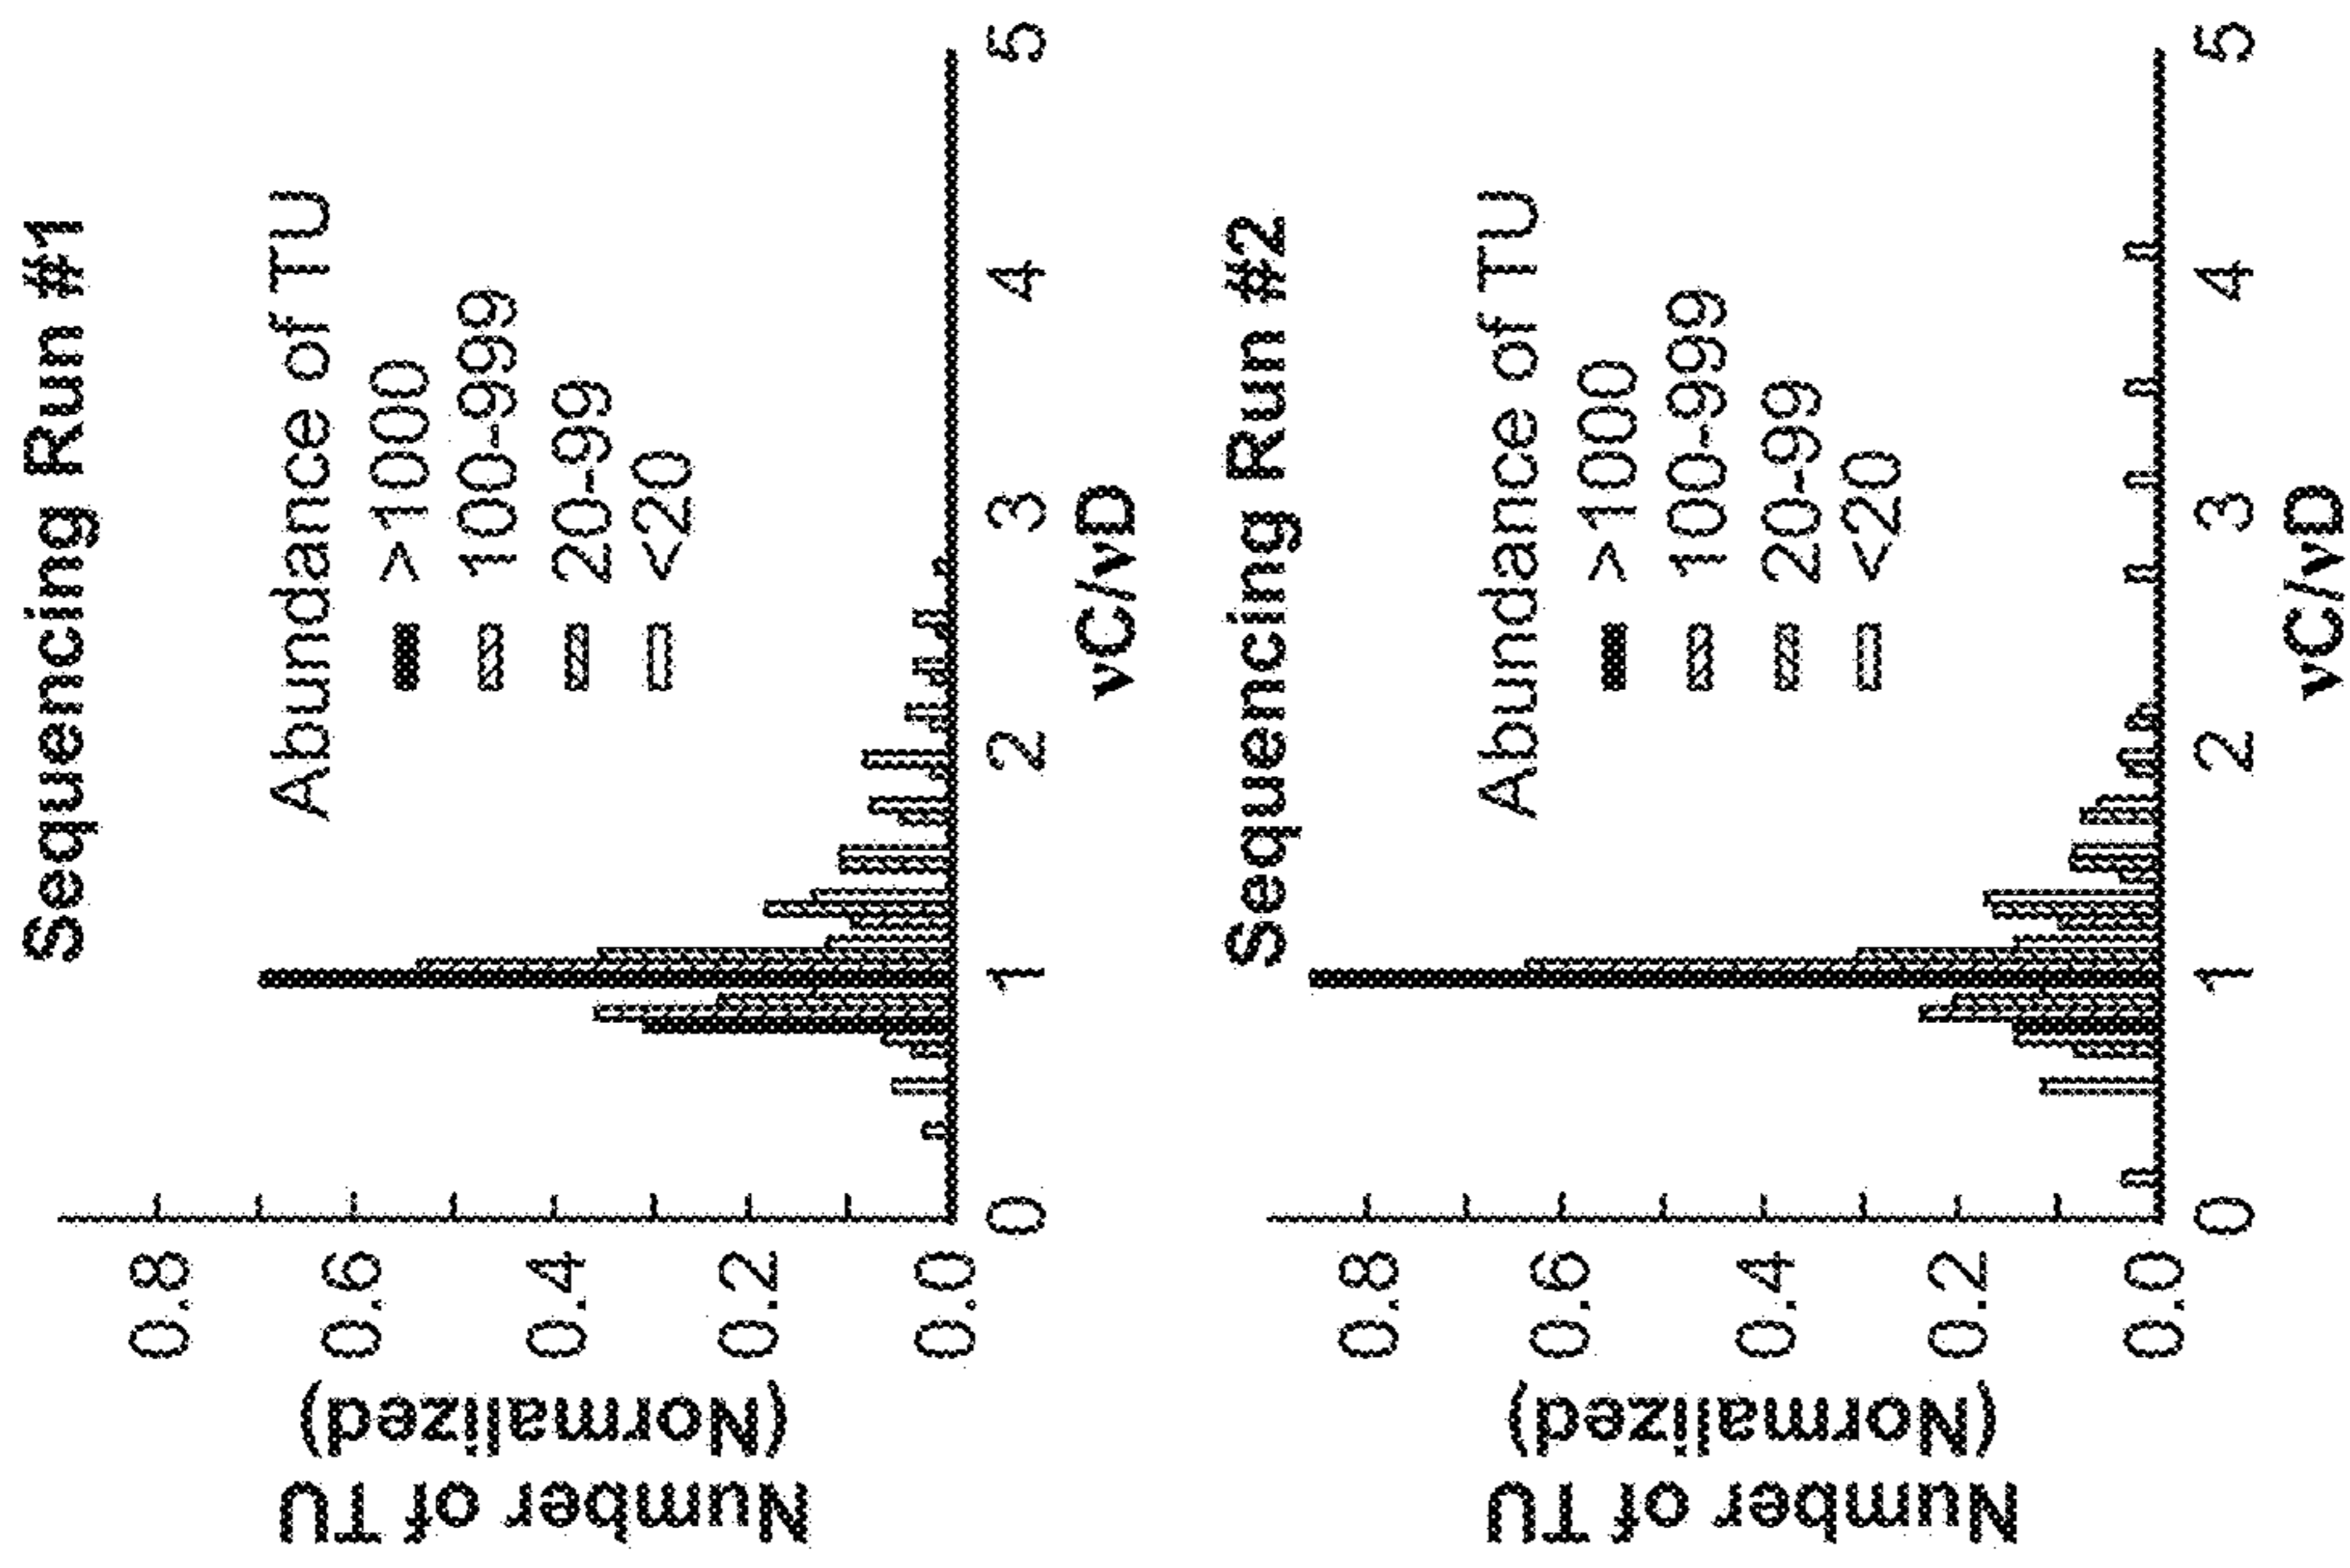 Sequencing Run #1
Number of TU
(Normalized)
0.8
0.6
0.4
0.2
0.0
Abundance of TU
>1000
100-999
20-99
<20
0 1 2 3 4 5
vC/vD
Sequencing Run #2
Number of TU
(Normalized)
0.8
0.6
0.4
0.2
0.0
Abundance of TU
>1000
100-999
20-99
<20
0 1 2 3 4 5
vC/vD